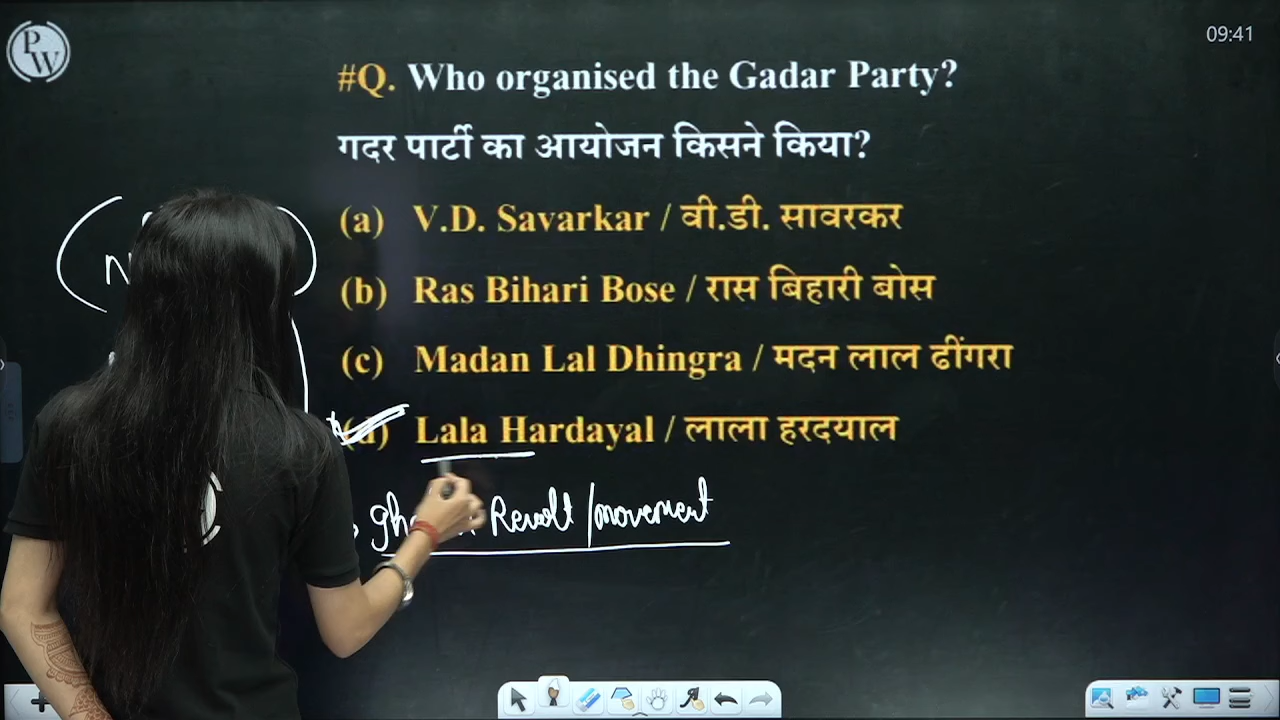 PW
09:41
#Q. Who organised the Gadar Party?
गदर पार्टी का आयोजन किसने किया?
(a) V.D. Savarkar / वी.डी. सावरकर
(b) Ras Bihari Bose / रास बिहारी बोस
(c) Madan Lal Dhingra / मदन लाल ढींगरा
(d) Lala Hardayal / लाला हरदयाल
Revolt / movement